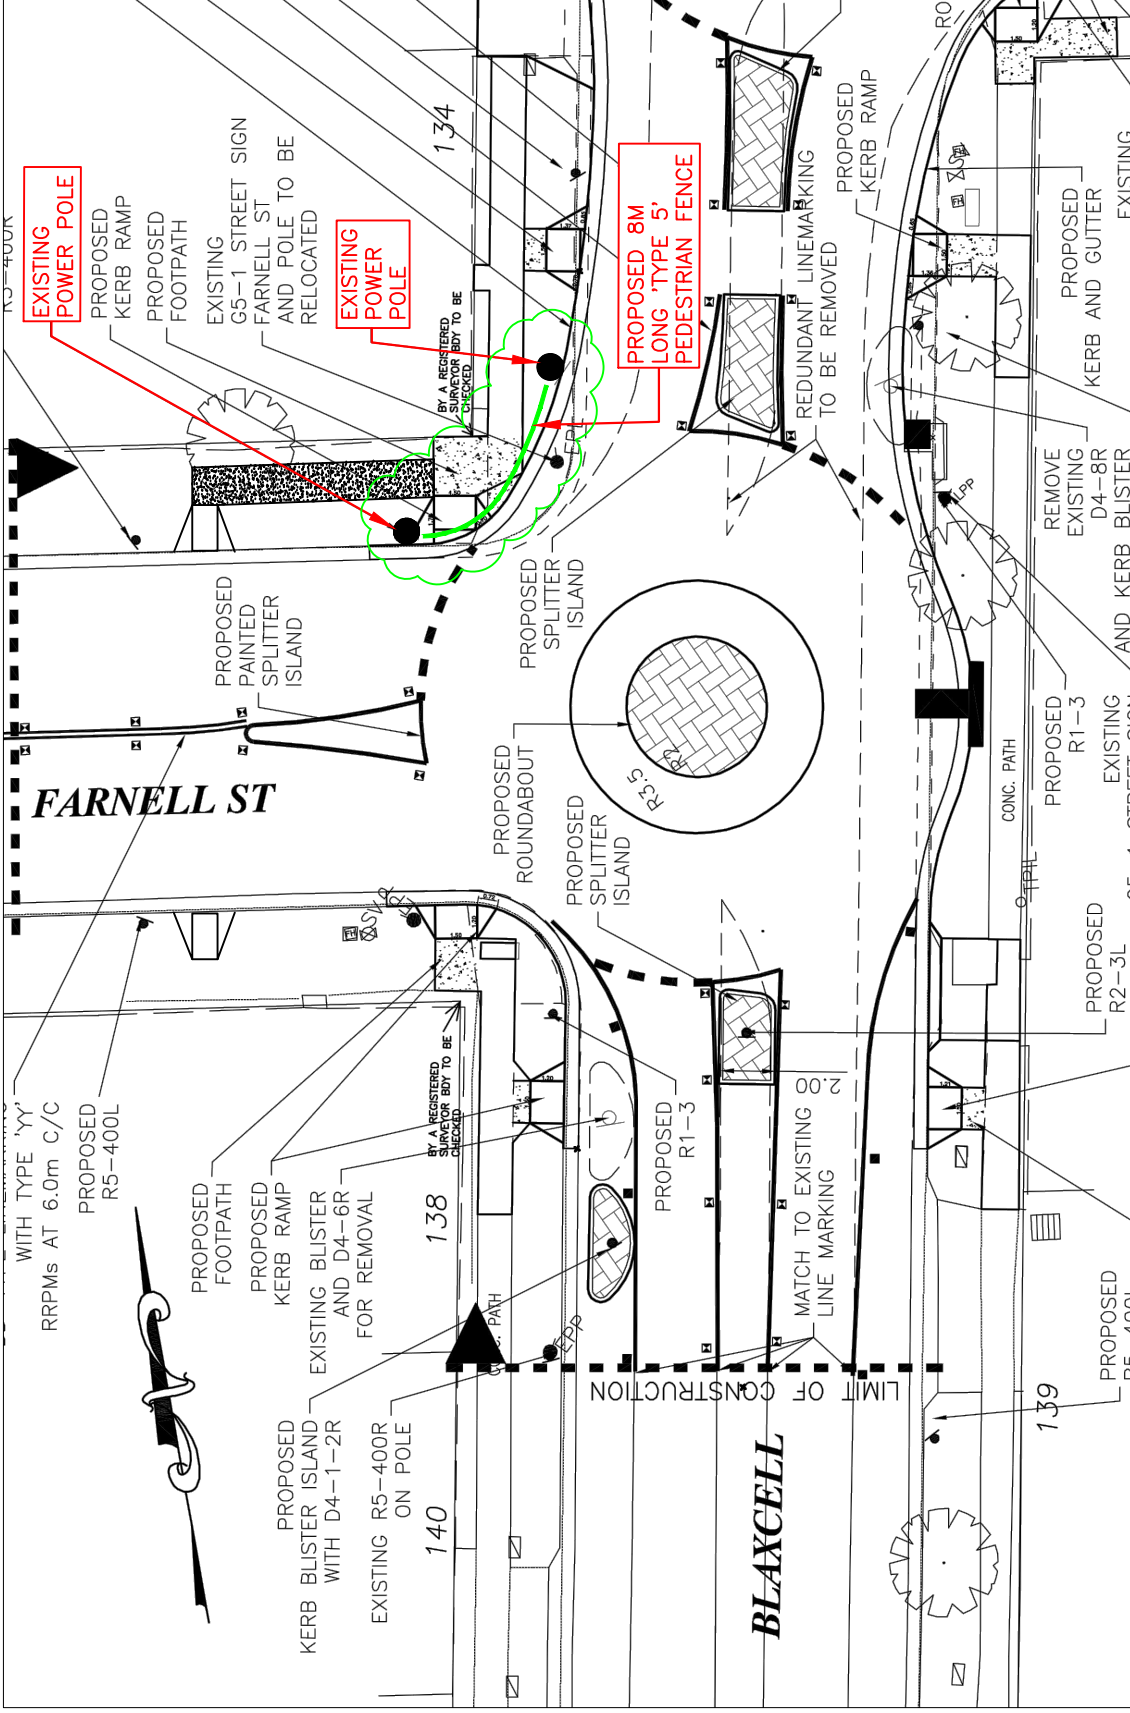 EXISTING
POWER POLE
PROPOSED
KERB RAMP
PROPOSED
FOOTPATH
EXISTING
G5-1 STREET SIGN
FARNELL ST
AND POLE TO BE
RELOCATED
EXISTING
POWER
POLE
134
BY A REGISTERED
SURVEYOR BDY TO BE
CHECKED
PROPOSED 8M
LONG 'TYPE 5'
PEDESTRIAN FENCE
REDUNDANT LINEMARKING
TO BE REMOVED
PROPOSED
KERB RAMP
PROPOSED
KERB AND GUTTER
EXISTING
REMOVE
EXISTING
D4-8R
AND KERB BLISTER
PROPOSED
PAINTED
SPLITTER
ISLAND
PROPOSED
SPLITTER
ISLAND
FARNELL ST
PROPOSED
ROUNDABOUT
R3.5
R2
PROPOSED
SPLITTER
ISLAND
CONC. PATH
PROPOSED
R1-3
EXISTING
PROPOSED
R2-3L
WITH TYPE 'YY'
RRPMs AT 6.0m C/C
PROPOSED
R5-400L
PROPOSED
FOOTPATH
PROPOSED
KERB RAMP
EXISTING BLISTER
AND D4-6R
FOR REMOVAL
BY A REGISTERED
SURVEYOR BDY TO BE
CHECKED
138
PROPOSED
R1-3
2.00
MATCH TO EXISTING
LINE MARKING
PROPOSED
KERB BLISTER ISLAND
WITH D4-1-2R
EXISTING R5-400R
ON POLE
EPP
LIMIT OF CONSTRUCTION
140
BLAXCELL
139
PROPOSED